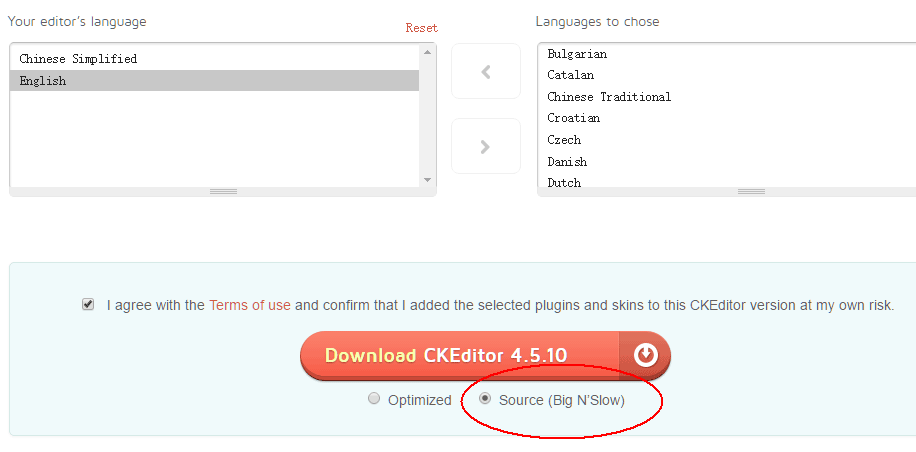 Your editor's language
Reset
Languages to chose
Chinese Simplified
English
Bulgarian
Catalan
Chinese Traditional
Croatian
Czech
Danish
Dutch
I agree with the Terms of use and confirm that I added the selected plugins and skins to this CKEditor version at my own risk.
Download CKEditor 4.5.10
Optimized
Source (Big N'Slow)